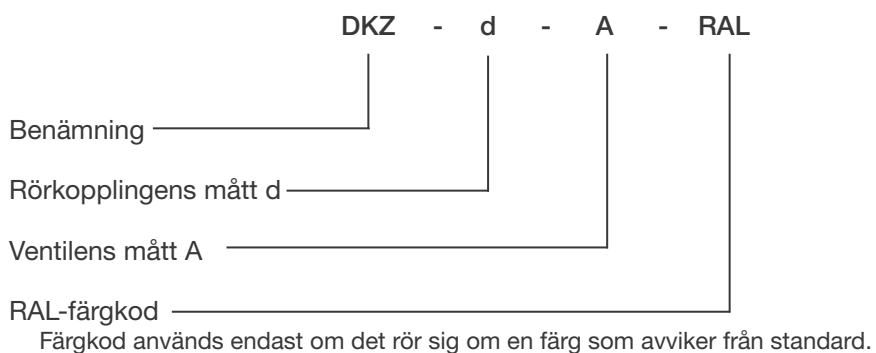 DKZ - d - A - RAL
Benämning
Rörkopplingens mått d
Ventilens mått A
RAL-färgkod
Färgkod används endast om det rör sig om en färg som avviker från standard.